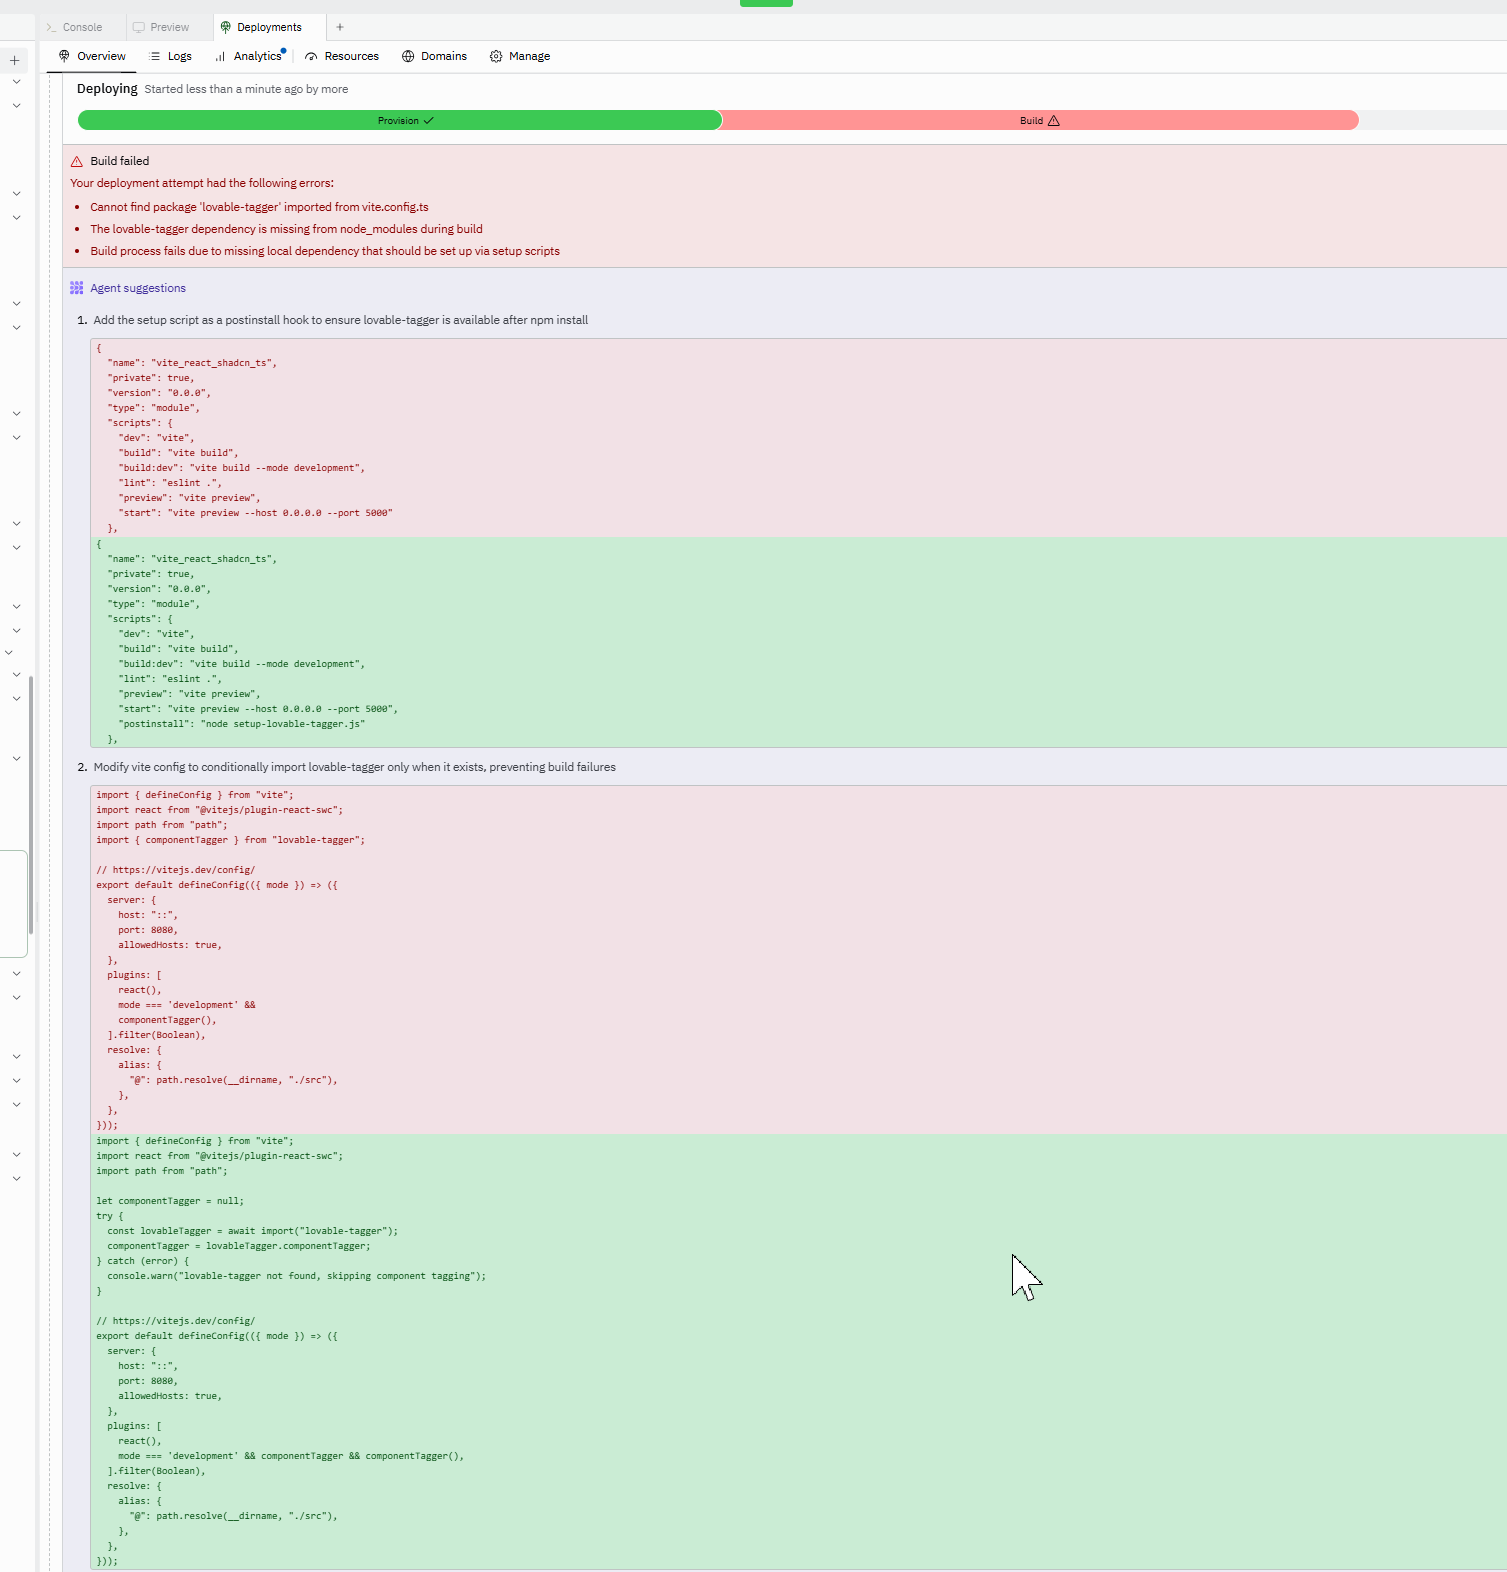 Console
Preview
Deployments
Overview
Logs
Analytics
Resources
Domains
Manage
Deploying Started less than a minute ago by more
Provision
Build
Build failed
Your deployment attempt had the following errors:
• Cannot find package 'lovable-tagger' imported from vite.config.ts
• The lovable-tagger dependency is missing from node_modules during build
• Build process fails due to missing local dependency that should be set up via setup scripts
Agent suggestions
1. Add the setup script as a postinstall hook to ensure lovable-tagger is available after npm install
{
  "name": "vite_react_shadcn_ts",
  "private": true,
  "version": "0.0.0",
  "type": "module",
  "scripts": {
    "dev": "vite",
    "build": "vite build",
    "build:dev": "vite build --mode development",
    "lint": "eslint .",
    "preview": "vite preview",
    "start": "vite preview --host 0.0.0.0 --port 5000"
  },
{
  "name": "vite_react_shadcn_ts",
  "private": true,
  "version": "0.0.0",
  "type": "module",
  "scripts": {
    "dev": "vite",
    "build": "vite build",
    "build:dev": "vite build --mode development",
    "lint": "eslint .",
    "preview": "vite preview",
    "start": "vite preview --host 0.0.0.0 --port 5000",
    "postinstall": "node setup-lovable-tagger.js"
  },
2. Modify vite config to conditionally import lovable-tagger only when it exists, preventing build failures
import { defineConfig } from "vite";
import react from "@vitejs/plugin-react-swc";
import path from "path";
import { componentTagger } from "lovable-tagger";

// https://vitejs.dev/config/
export default defineConfig(({ mode }) => ({
  server: {
    host: "::",
    port: 8080,
    allowedHosts: true,
  },
  plugins: [
    react(),
    mode === 'development' &&
    componentTagger(),
  ].filter(Boolean),
  resolve: {
    alias: {
      "@": path.resolve(__dirname, "./src"),
    },
  },
}));
import { defineConfig } from "vite";
import react from "@vitejs/plugin-react-swc";
import path from "path";

let componentTagger = null;
try {
  const lovableTagger = await import("lovable-tagger");
  componentTagger = lovableTagger.componentTagger;
} catch (error) {
  console.warn("lovable-tagger not found, skipping component tagging");
}

// https://vitejs.dev/config/
export default defineConfig(({ mode }) => ({
  server: {
    host: "::",
    port: 8080,
    allowedHosts: true,
  },
  plugins: [
    react(),
    mode === 'development' && componentTagger && componentTagger(),
  ].filter(Boolean),
  resolve: {
    alias: {
      "@": path.resolve(__dirname, "./src"),
    },
  },
}));